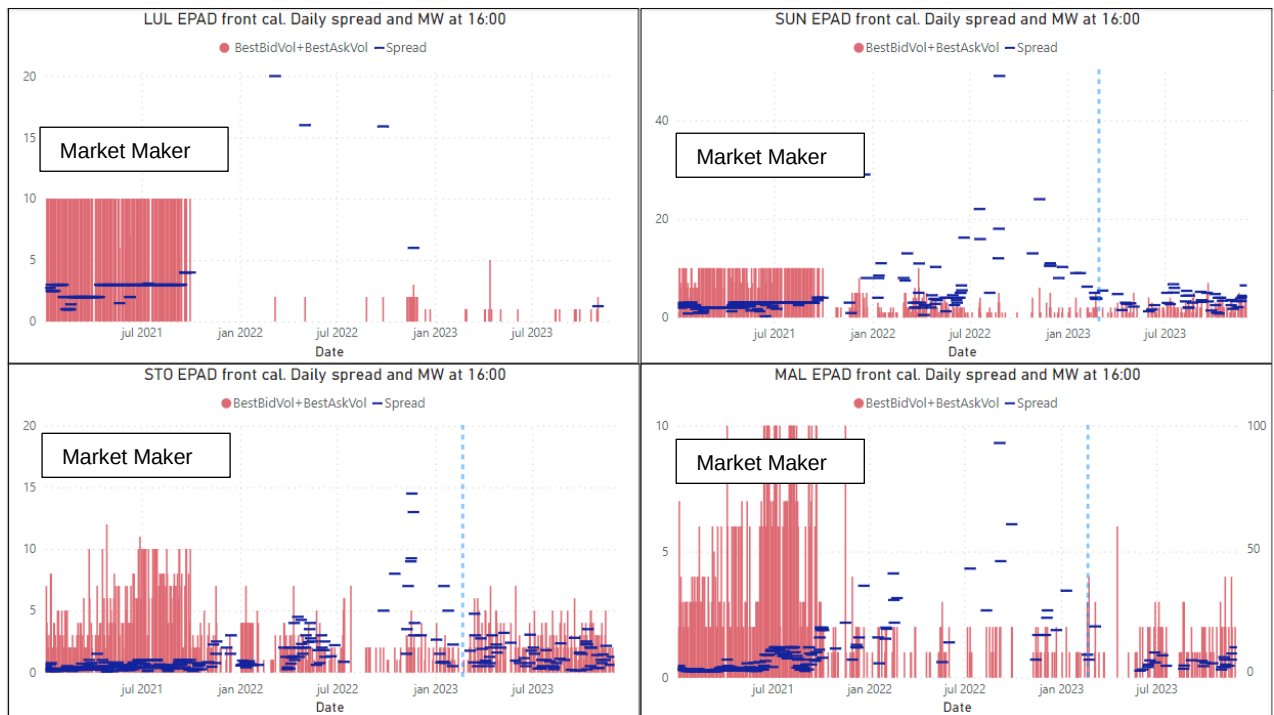 LUL EPAD front cal. Daily spread and MW at 16:00
BestBidVol+BestAskVol Spread
20
15
10
5
0
Market Maker
jul 2021 jan 2022 jul 2022 jan 2023 jul 2023
Date
SUN EPAD front cal. Daily spread and MW at 16:00
BestBidVol+BestAskVol Spread
40
20
0
Market Maker
jul 2021 jan 2022 jul 2022 jan 2023 jul 2023
Date
STO EPAD front cal. Daily spread and MW at 16:00
BestBidVol+BestAskVol Spread
20
15
10
5
0
Market Maker
jul 2021 jan 2022 jul 2022 jan 2023 jul 2023
Date
MAL EPAD front cal. Daily spread and MW at 16:00
BestBidVol+BestAskVol Spread
10 100
5 50
0 0
Market Maker
jul 2021 jan 2022 jul 2022 jan 2023 jul 2023
Date